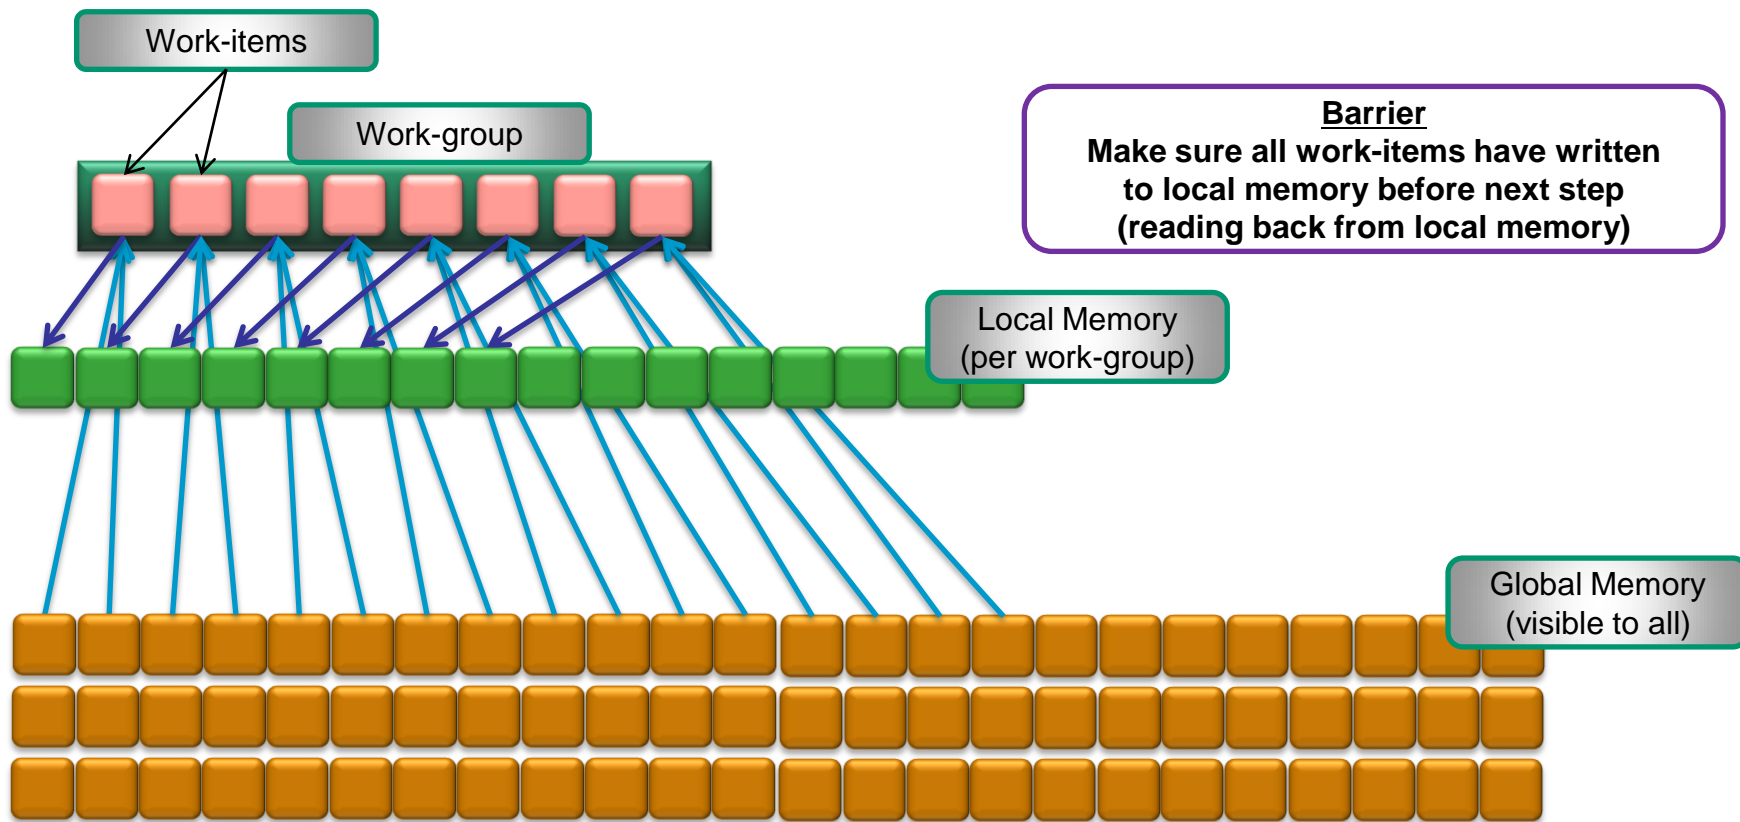 Work-items
Work-group
Barrier
Make sure all work-items have written
to local memory before next step
(reading back from local memory)
Local Memory
(per work-group)
Global Memory
(visible to all)